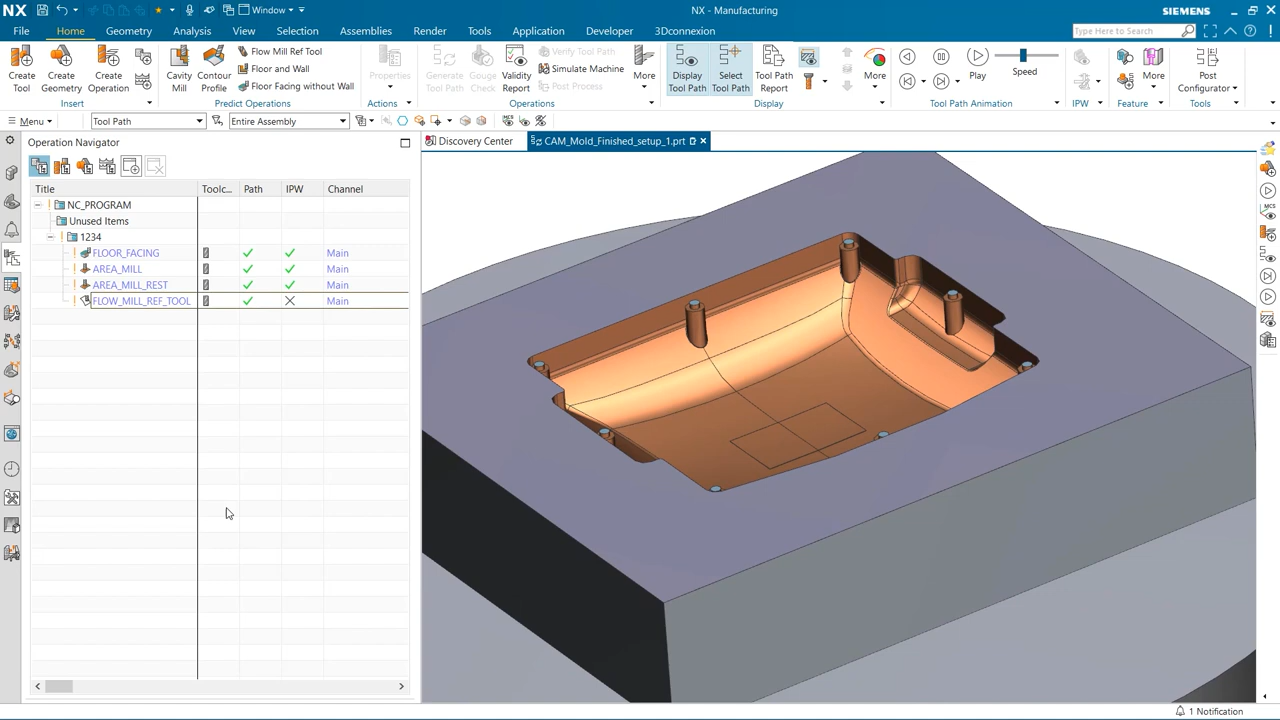 NX Window NX - Manufacturing SIEMENS
File Home Geometry Analysis View Selection Assemblies Render Tools Application Developer 3Dconnexion Type Here to Search
Create Tool
Create Geometry
Create Operation
Insert
Cavity Mill
Contour Profile
Flow Mill Ref Tool
Floor and Wall
Floor Facing without Wall
Predict Operations
Properties
Actions
Generate Tool Path
Gouge Check
Validity Report
Verify Tool Path
Simulate Machine
Post Process
More
Operations
Display Tool Path
Select Tool Path
Tool Path Report
More
Display
Play
Speed
Tool Path Animation
IPW
More
Feature
Post Configurator
Tools
Menu Tool Path Entire Assembly
Operation Navigator Discovery Center CAM_Mold_Finished_setup_1.prt
Title Toolc... Path IPW Channel
NC_PROGRAM
Unused Items
1234
FLOOR_FACING Main
AREA_MILL Main
AREA_MILL_REST Main
FLOW_MILL_REF_TOOL Main
MCS
1 Notification